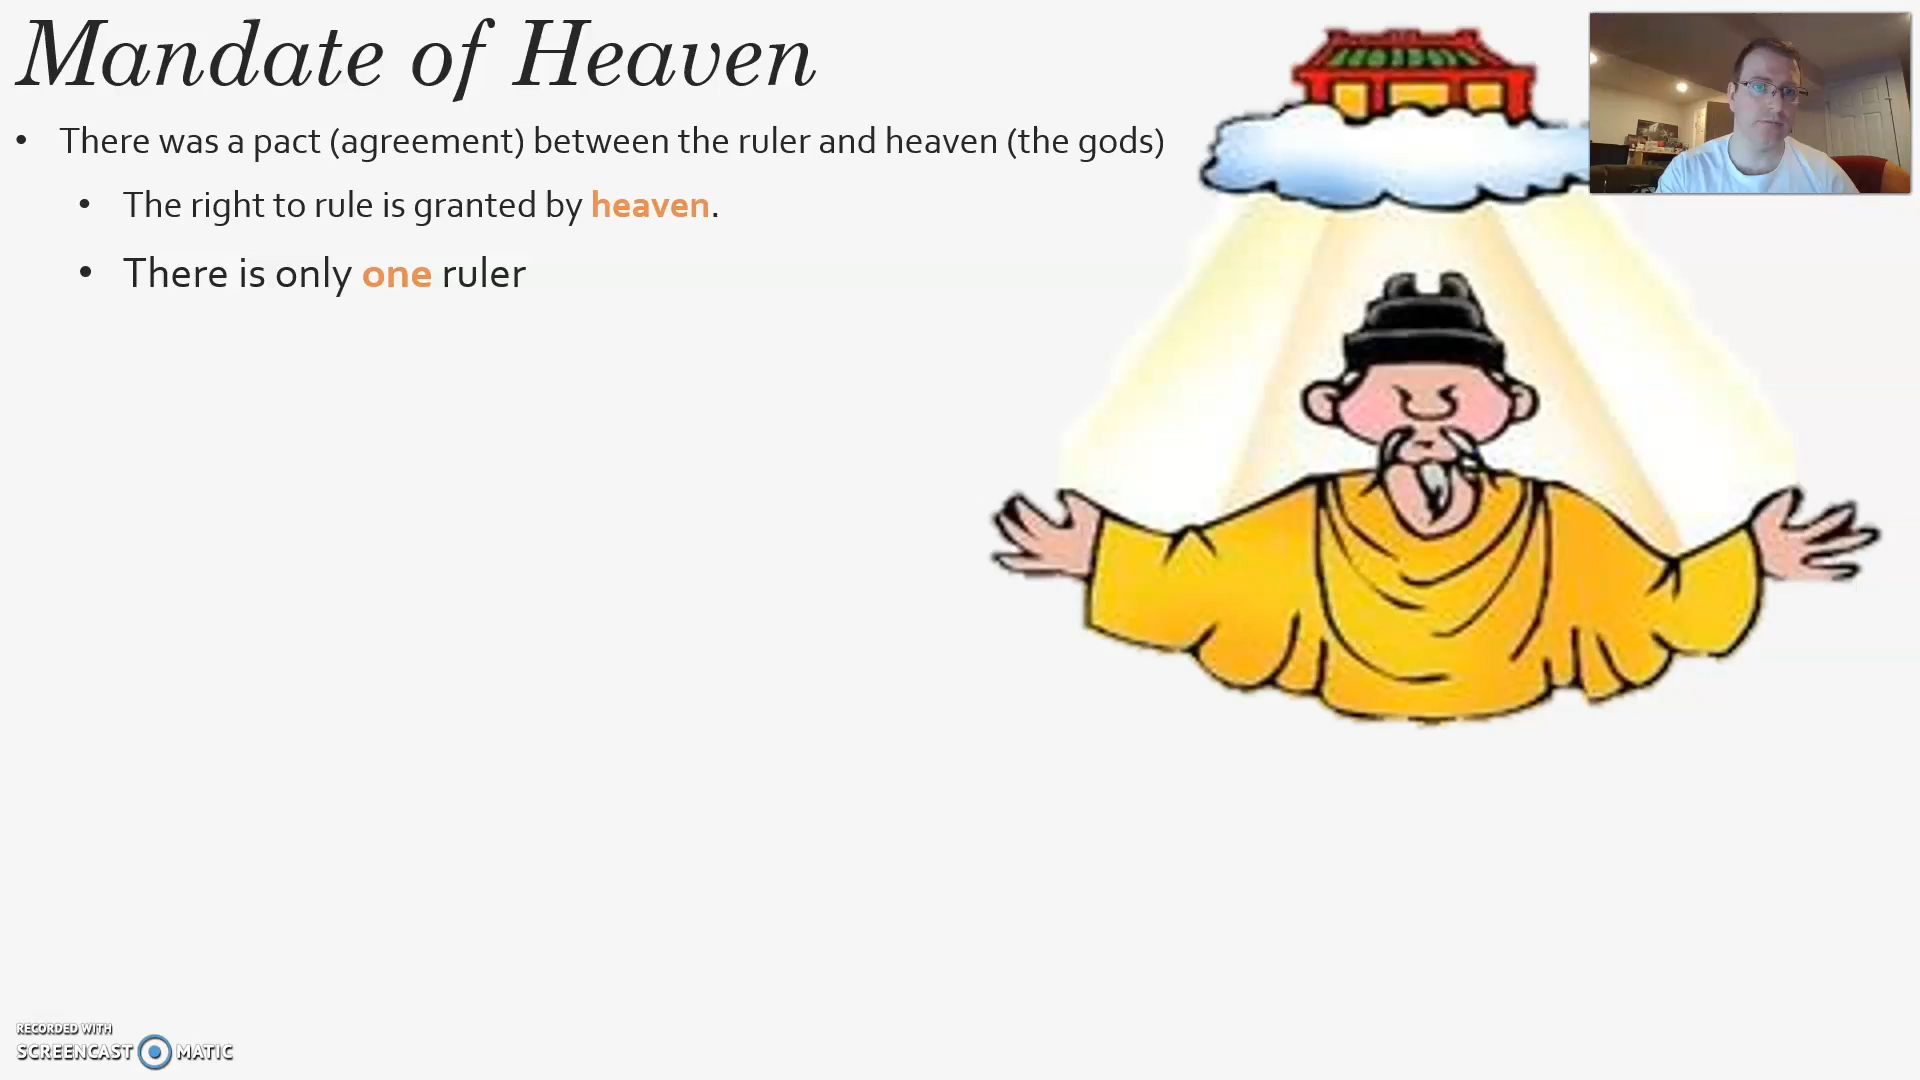 Mandate of Heaven
• There was a pact (agreement) between the ruler and heaven (the gods)
• The right to rule is granted by heaven.
• There is only one ruler
RECORDED WITH
SCREENCAST MATIC